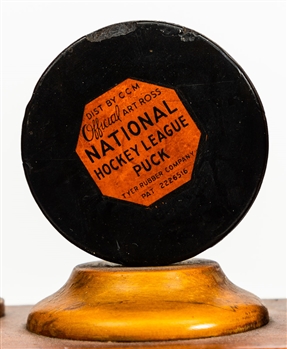 DIST BY C.C.M.
Official ART ROSS
NATIONAL
HOCKEY LEAGUE
PUCK
TYER RUBBER COMPANY
PAT. 2226516